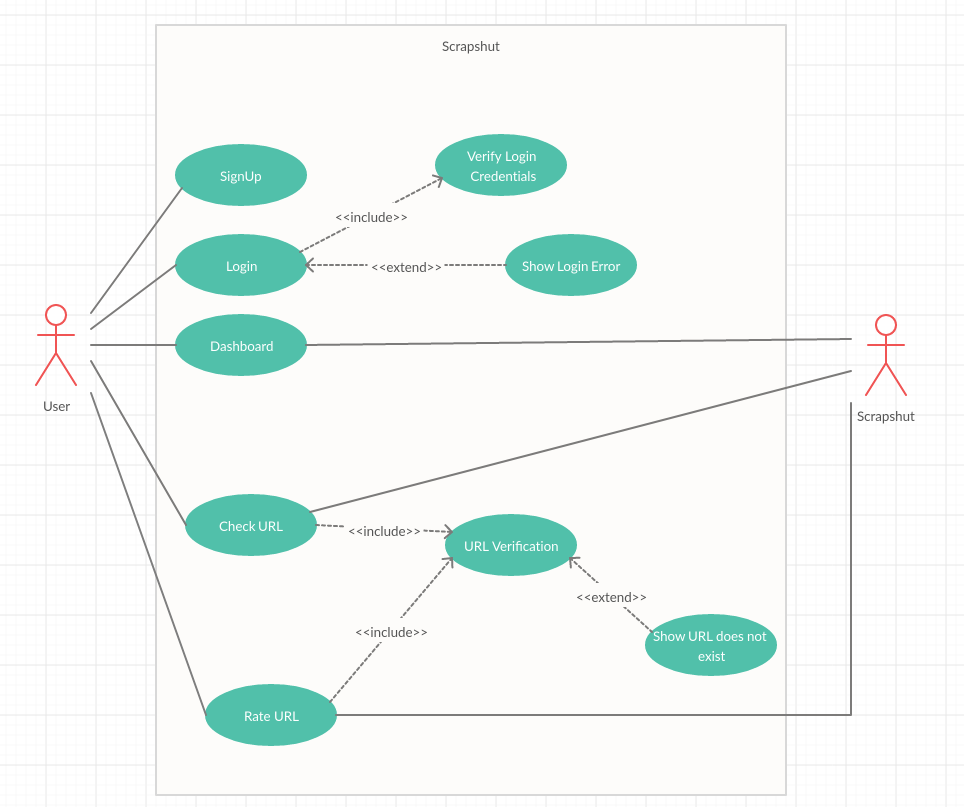 Scrapshut
SignUp
Verify Login
Credentials
<<include>>
Login
<<extend>>
Show Login Error
Dashboard
User
Scrapshut
Check URL
<<include>>
URL Verification
<<extend>>
<<include>>
Show URL does not
exist
Rate URL